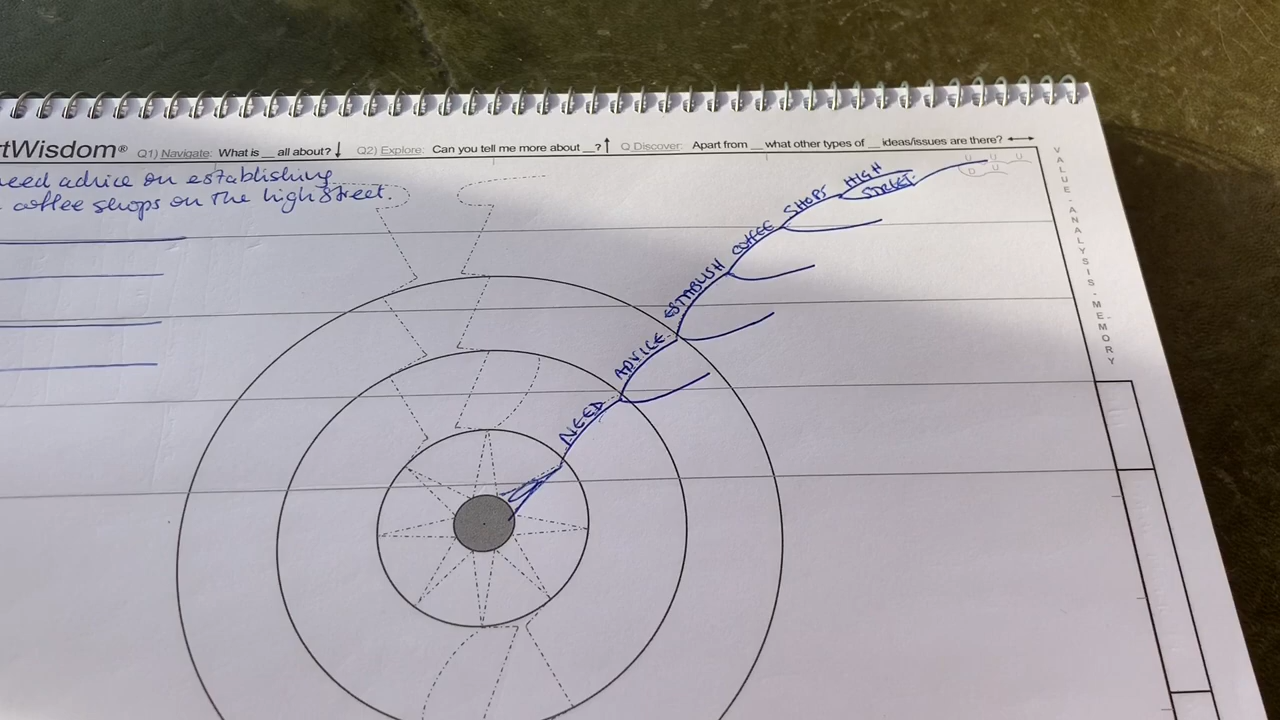 rtWisdom® Q1) Navigate: What is __ all about? ↓ Q2) Explore: Can you tell me more about __? ↑ Q Discover: Apart from __ what other types of __ ideas/issues are there? ↔
need advice on establishing
coffee shops on the high street.
NEED ADVICE ESTABLISH COFFEE SHOPS HIGH
STREET
U U U
D U
VALUE-ANALYSIS-MEMORY